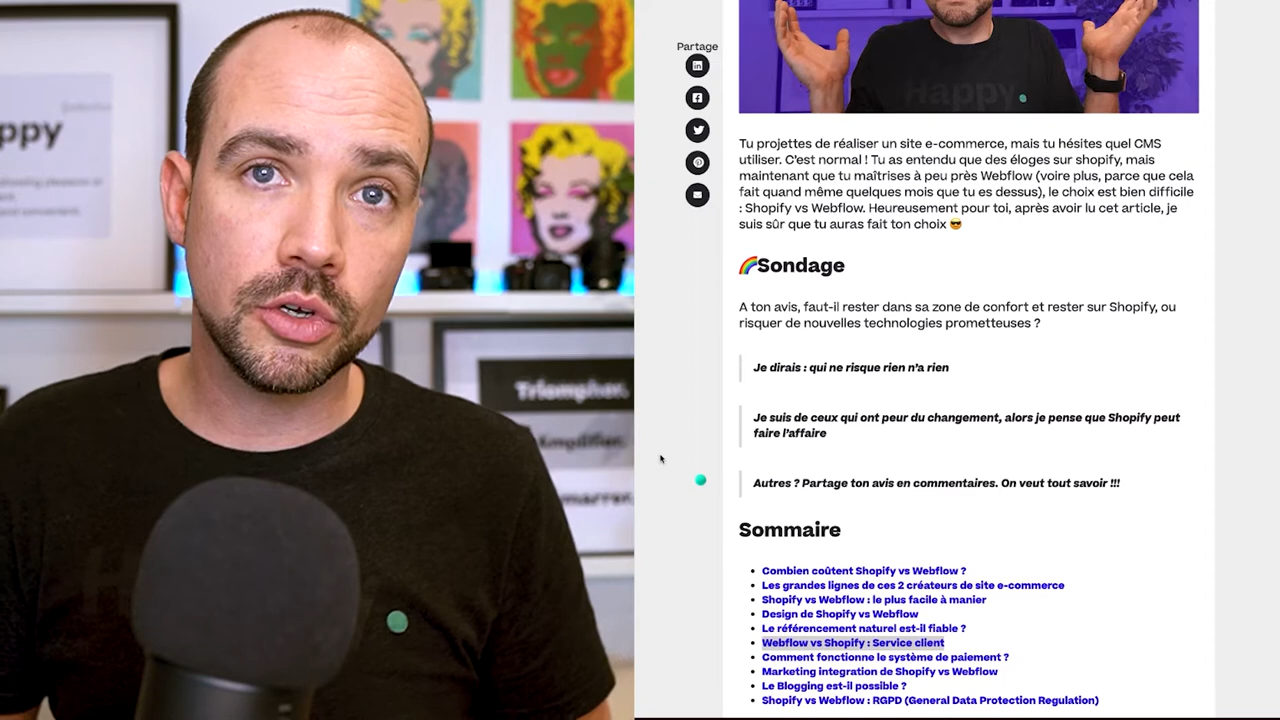 ppy
Triompher.
Amplifier.
marrer.
Partage
Happy
Tu projettes de réaliser un site e-commerce, mais tu hésites quel CMS
utiliser. C'est normal ! Tu as entendu que des éloges sur shopify, mais
maintenant que tu maîtrises à peu près Webflow (voire plus, parce que cela
fait quand même quelques mois que tu es dessus), le choix est bien difficile
: Shopify vs Webflow. Heureusement pour toi, après avoir lu cet article, je
suis sûr que tu auras fait ton choix 😎
🌈Sondage
A ton avis, faut-il rester dans sa zone de confort et rester sur Shopify, ou
risquer de nouvelles technologies prometteuses ?
Je dirais : qui ne risque rien n'a rien
Je suis de ceux qui ont peur du changement, alors je pense que Shopify peut
faire l'affaire
Autres ? Partage ton avis en commentaires. On veut tout savoir !!!
Sommaire
Combien coûtent Shopify vs Webflow ?
Les grandes lignes de ces 2 créateurs de site e-commerce
Shopify vs Webflow : le plus facile à manier
Design de Shopify vs Webflow
Le référencement naturel est-il fiable ?
Webflow vs Shopify : Service client
Comment fonctionne le système de paiement ?
Marketing integration de Shopify vs Webflow
Le Blogging est-il possible ?
Shopify vs Webflow : RGPD (General Data Protection Regulation)